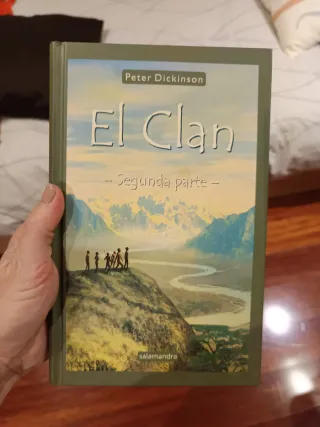 Peter Dickinson
El Clan
– Segunda parte –
salamandra